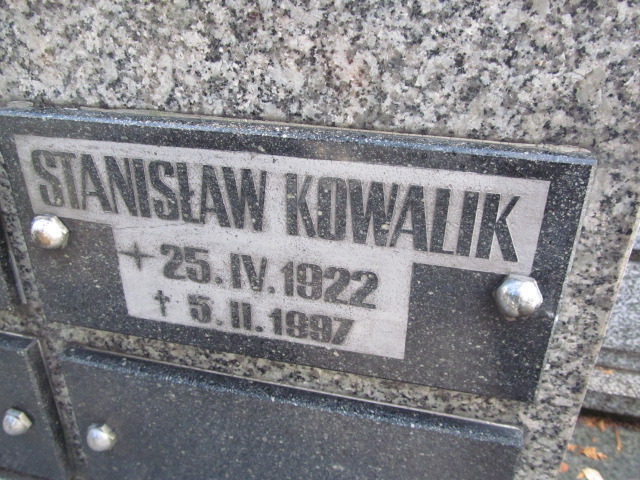 STANISŁAW KOWALIK
25.IV.1922
† 5.II.1997